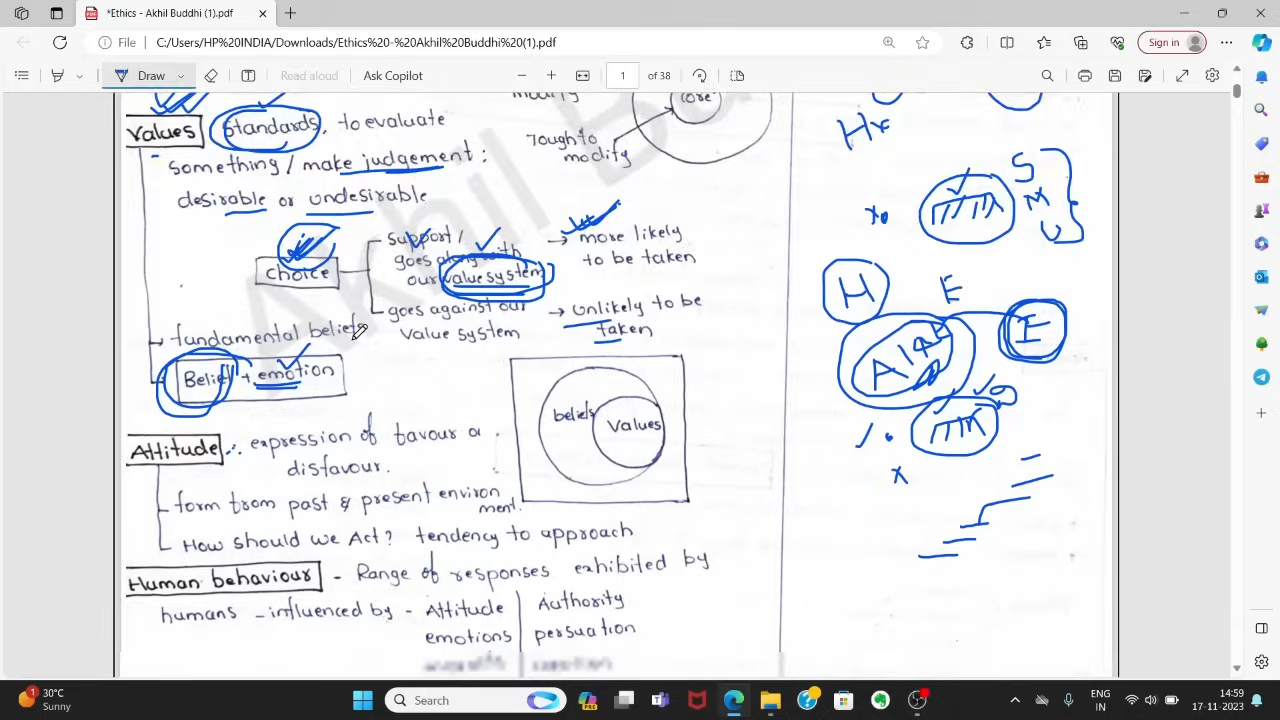 *Ethics - Akhil Buddhi (1).pdf
File
C:/Users/HP%20INDIA/Downloads/Ethics%20-%20Akhil%20Buddhi%20(1).pdf
Sign in
Draw
Read aloud
Ask Copilot
1
of 38
modify
Core
Tough to
modify
Values
Standards, to evaluate
something / make judgement :
desirable or undesirable
Choice
support /
goes along with
our value system
→ more likely
to be taken
goes against our
value system
→ unlikely to be
taken
fundamental beliefs
Belief + emotion
beliefs
Values
Attitude
expression of favour or
disfavour.
form from past & present environ
ment.
How should we Act? tendency to approach
Human behaviour - Range of responses exhibited by
humans - influenced by - Attitude
emotions
Authority
persuation
Akhil B
H
S
M
U
H
E
I
30°C
Sunny
1
Search
ENG
IN
14:59
17-11-2023